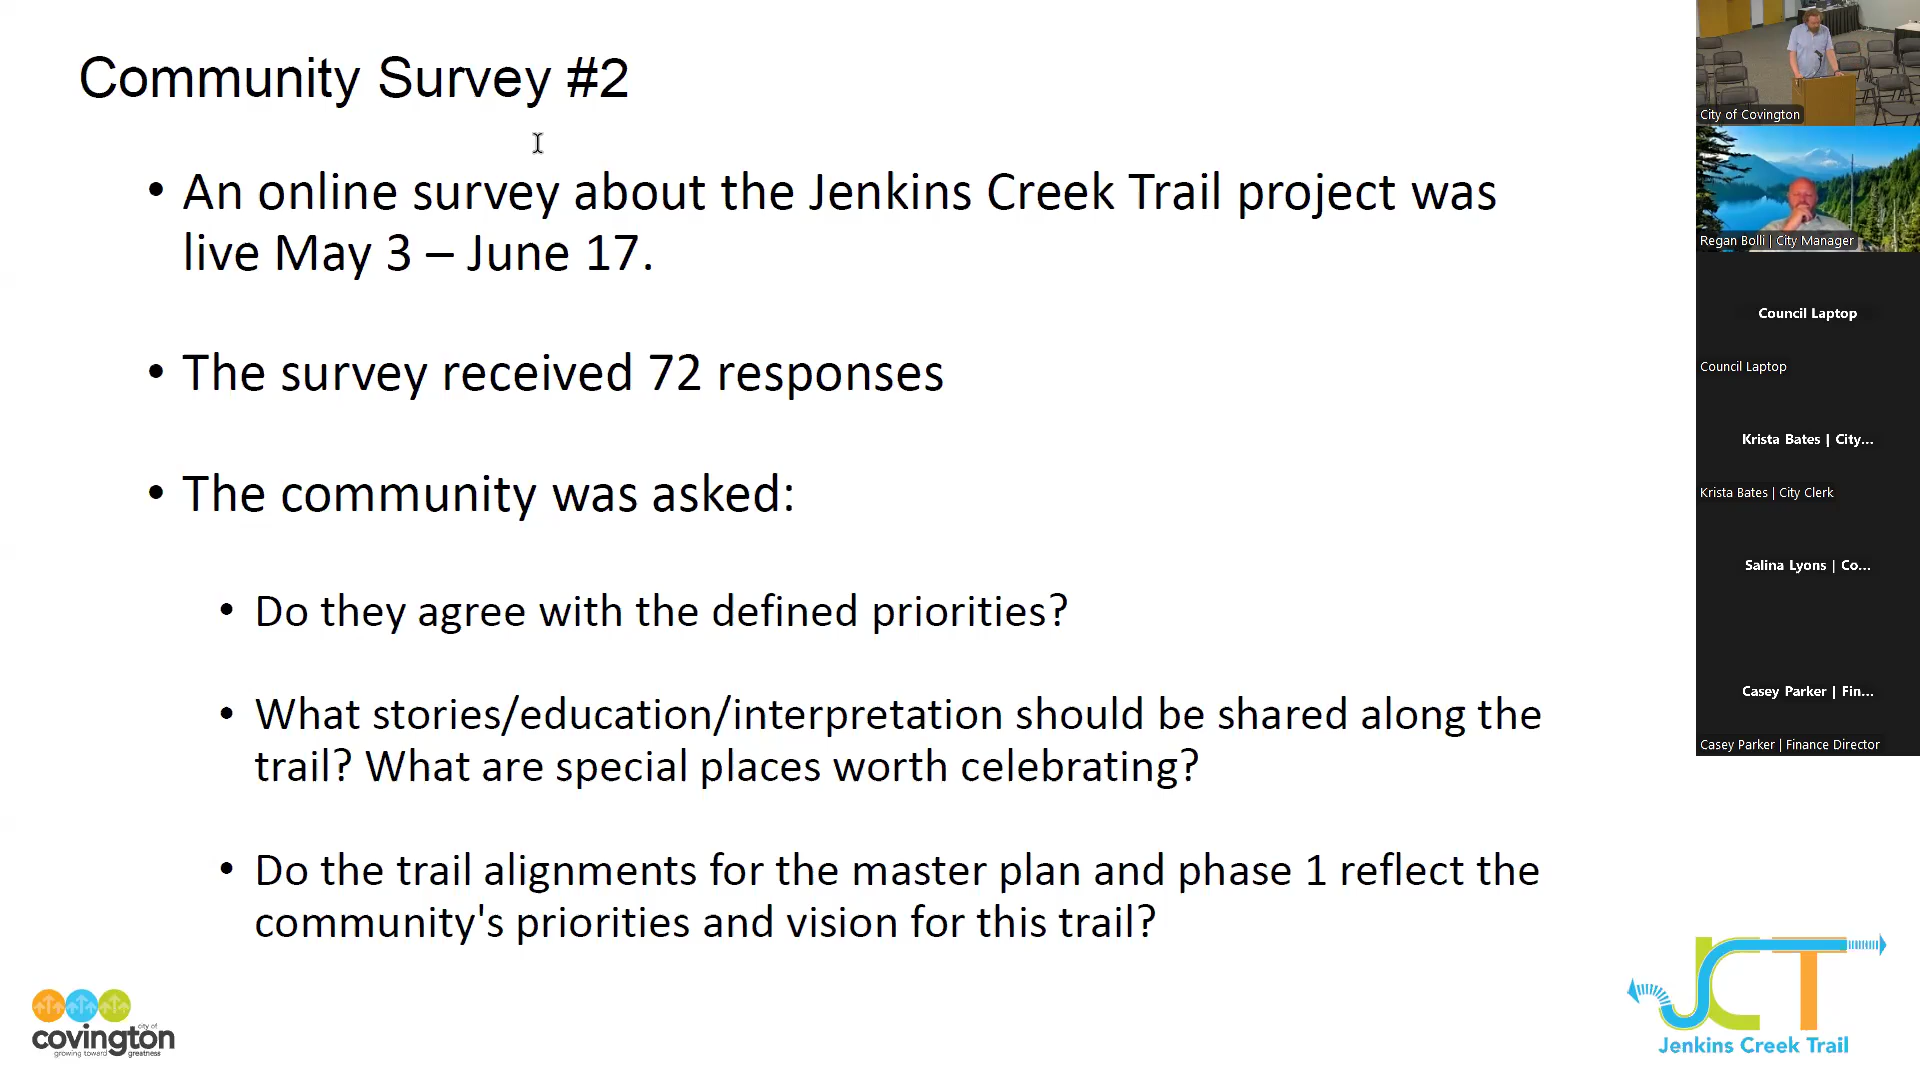 Community Survey #2
• An online survey about the Jenkins Creek Trail project was
live May 3 – June 17.
• The survey received 72 responses
• The community was asked:
• Do they agree with the defined priorities?
• What stories/education/interpretation should be shared along the
trail? What are special places worth celebrating?
• Do the trail alignments for the master plan and phase 1 reflect the
community's priorities and vision for this trail?
city of
covington
growing toward greatness
JCT
Jenkins Creek Trail
City of Covington
Regan Bolli | City Manager
Council Laptop
Council Laptop
Krista Bates | City...
Krista Bates | City Clerk
Salina Lyons | Co...
Casey Parker | Fin...
Casey Parker | Finance Director